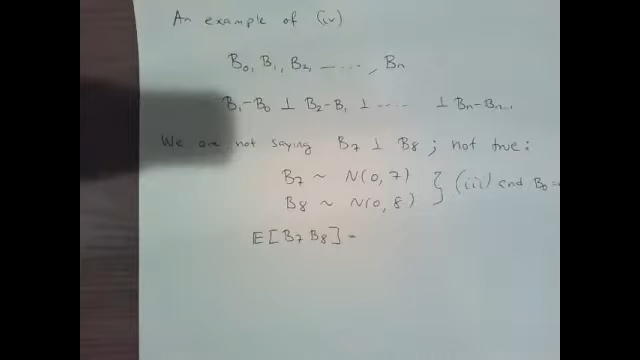 An example of (iv)
B₀, B₁, B₂, ------, Bn
B₁-B₀ ⊥ B₂-B₁ ⊥ ---- ⊥ Bn-Bn-1
We are not saying B₇ ⊥ B₈; not true:
B₇ ~ N(0,7)
B₈ ~ N(0,8) } (iii) and B₀ =
𝔼[B₇ B₈] =